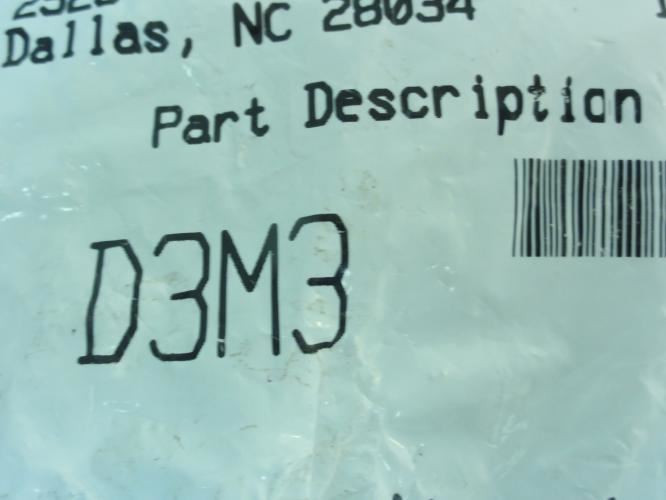 Dallas, NC 28034
Part Description
D3M3